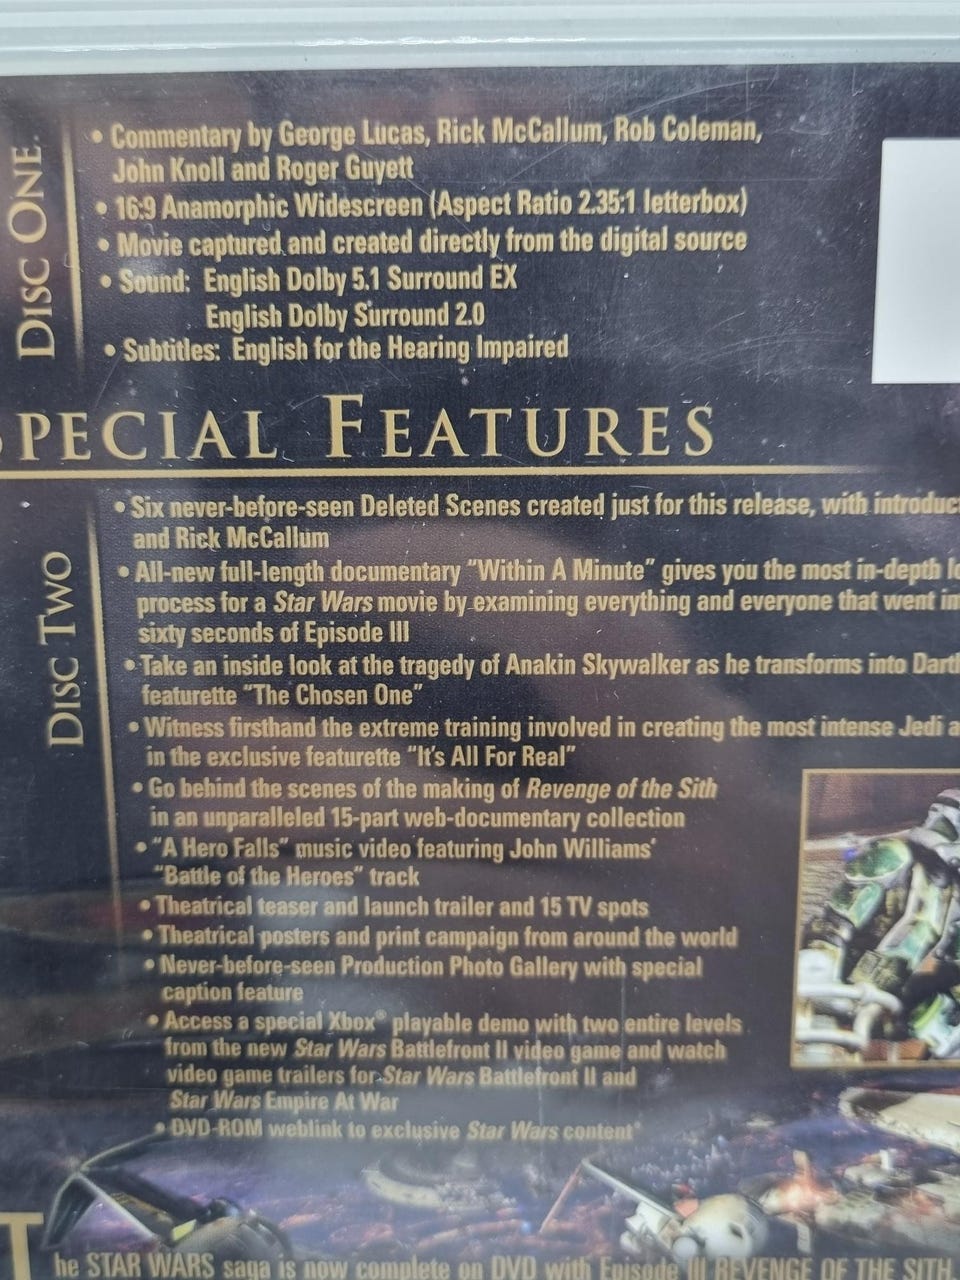 DISC ONE
• Commentary by George Lucas, Rick McCallum, Rob Coleman,
John Knoll and Roger Guyett
• 16:9 Anamorphic Widescreen (Aspect Ratio 2.35:1 letterbox)
• Movie captured and created directly from the digital source
• Sound: English Dolby 5.1 Surround EX
English Dolby Surround 2.0
• Subtitles: English for the Hearing Impaired
SPECIAL FEATURES
DISC TWO
• Six never-before-seen Deleted Scenes created just for this release, with introduc
and Rick McCallum
• All-new full-length documentary "Within A Minute" gives you the most in-depth lo
process for a Star Wars movie by examining everything and everyone that went in
sixty seconds of Episode III
• Take an inside look at the tragedy of Anakin Skywalker as he transforms into Darth
featurette "The Chosen One"
• Witness firsthand the extreme training involved in creating the most intense Jedi a
in the exclusive featurette "It's All For Real"
• Go behind the scenes of the making of Revenge of the Sith
in an unparalleled 15-part web-documentary collection
• "A Hero Falls" music video featuring John Williams'
"Battle of the Heroes" track
• Theatrical teaser and launch trailer and 15 TV spots
• Theatrical posters and print campaign from around the world
• Never-before-seen Production Photo Gallery with special
caption feature
• Access a special Xbox® playable demo with two entire levels
from the new Star Wars Battlefront II video game and watch
video game trailers for Star Wars Battlefront II and
Star Wars Empire At War
• DVD-ROM weblink to exclusive Star Wars content*
The STAR WARS saga is now complete on DVD with Episode III REVENGE OF THE SITH